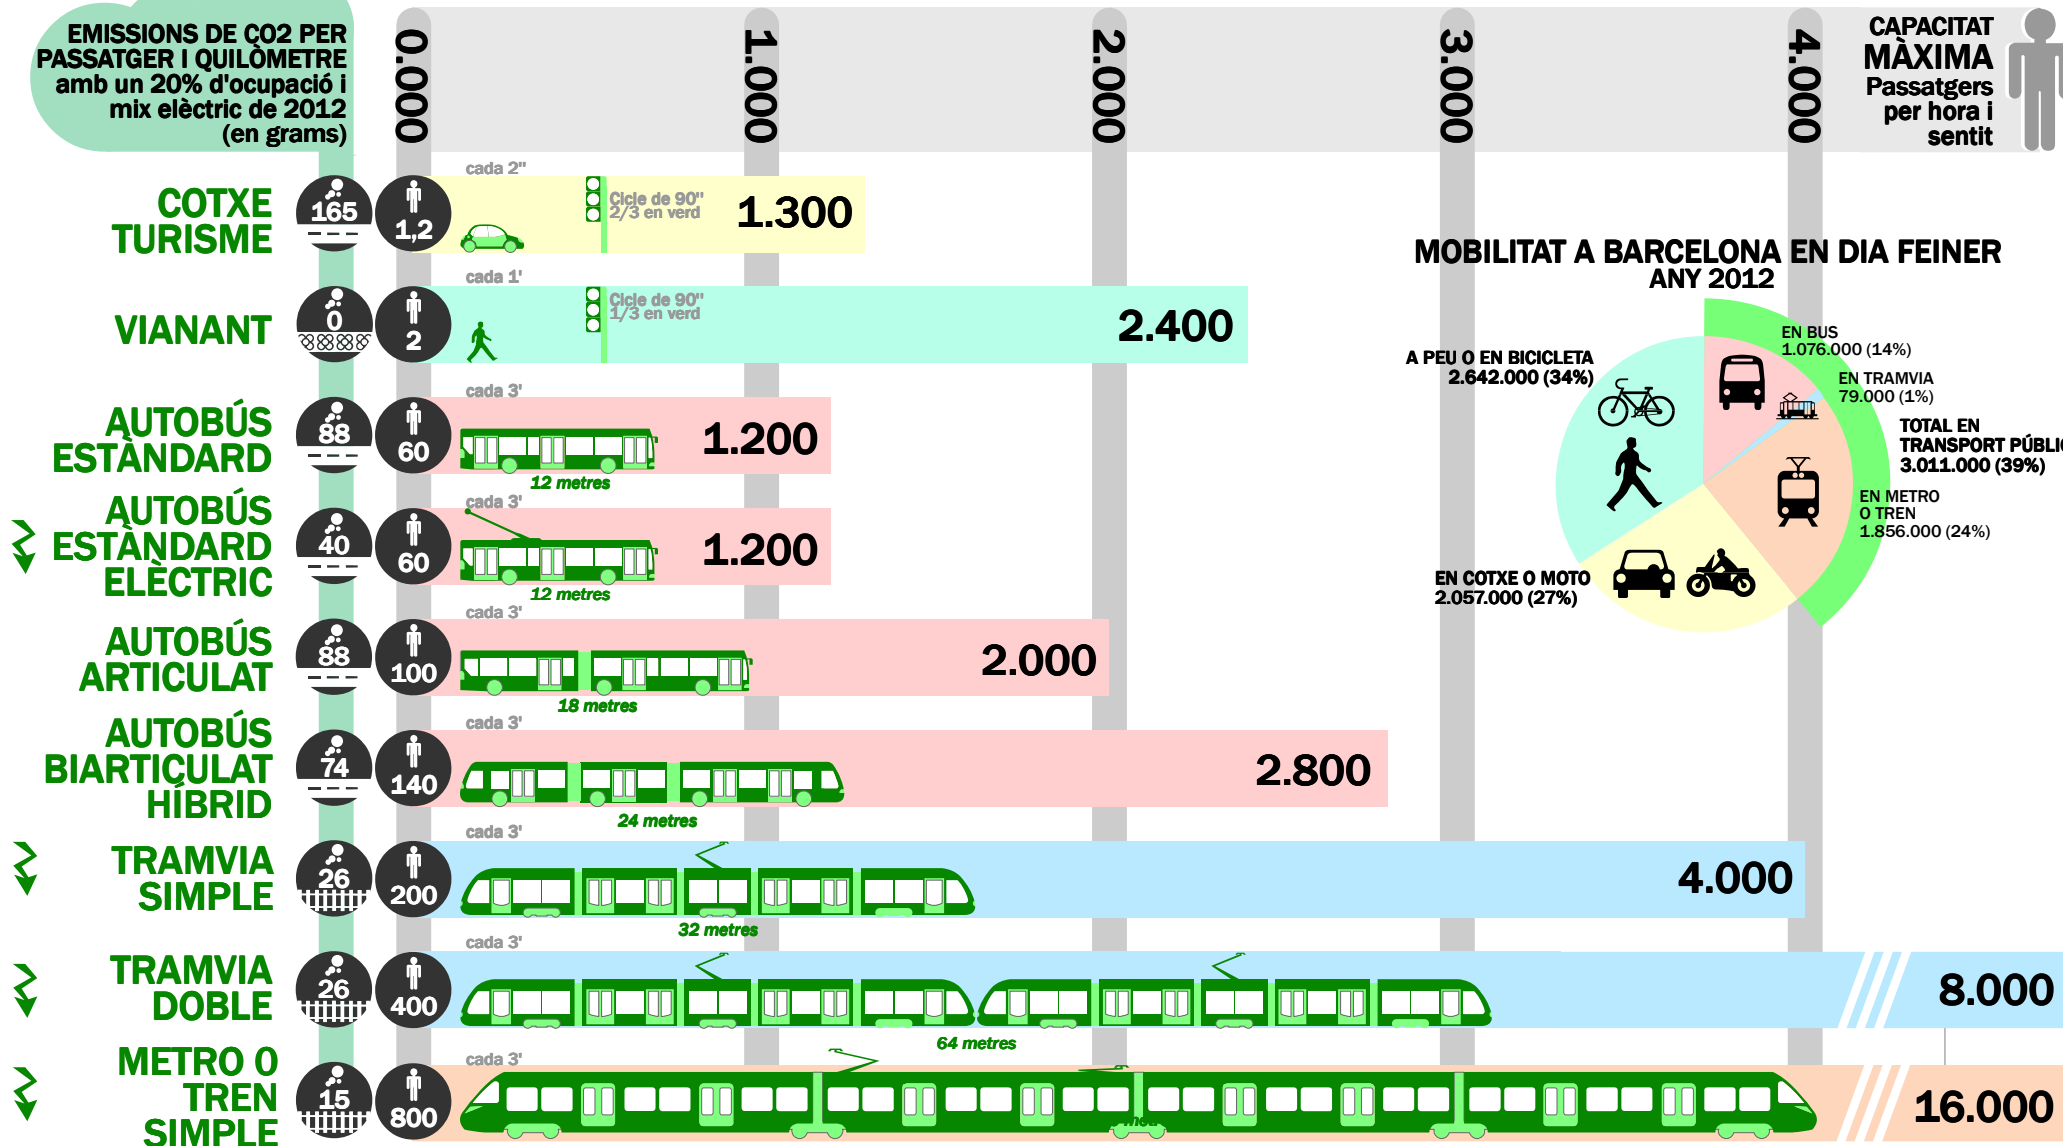 EMISSIONS DE CO2 PER
PASSATGER I QUILÒMETRE
amb un 20% d'ocupació i
mix elèctric de 2012
(en grams)
0.000
1.000
2.000
3.000
4.000
CAPACITAT
MÀXIMA
Passatgers
per hora i
sentit
COTXE
TURISME
165
1,2
cada 2"
Cicle de 90"
2/3 en verd
1.300
VIANANT
0
2
cada 1'
Cicle de 90"
1/3 en verd
2.400
AUTOBÚS
ESTÀNDARD
88
60
cada 3'
12 metres
1.200
AUTOBÚS
ESTÀNDARD
ELÈCTRIC
40
60
cada 3'
12 metres
1.200
AUTOBÚS
ARTICULAT
88
100
cada 3'
18 metres
2.000
AUTOBÚS
BIARTICULAT
HÍBRID
74
140
cada 3'
24 metres
2.800
TRAMVIA
SIMPLE
26
200
cada 3'
32 metres
4.000
TRAMVIA
DOBLE
26
400
cada 3'
64 metres
8.000
METRO O
TREN
SIMPLE
15
800
cada 3'
16.000
MOBILITAT A BARCELONA EN DIA FEINER
ANY 2012
EN BUS
1.076.000 (14%)
EN TRAMVIA
79.000 (1%)
TOTAL EN
TRANSPORT PÚBLIC
3.011.000 (39%)
EN METRO
O TREN
1.856.000 (24%)
A PEU O EN BICICLETA
2.642.000 (34%)
EN COTXE O MOTO
2.057.000 (27%)